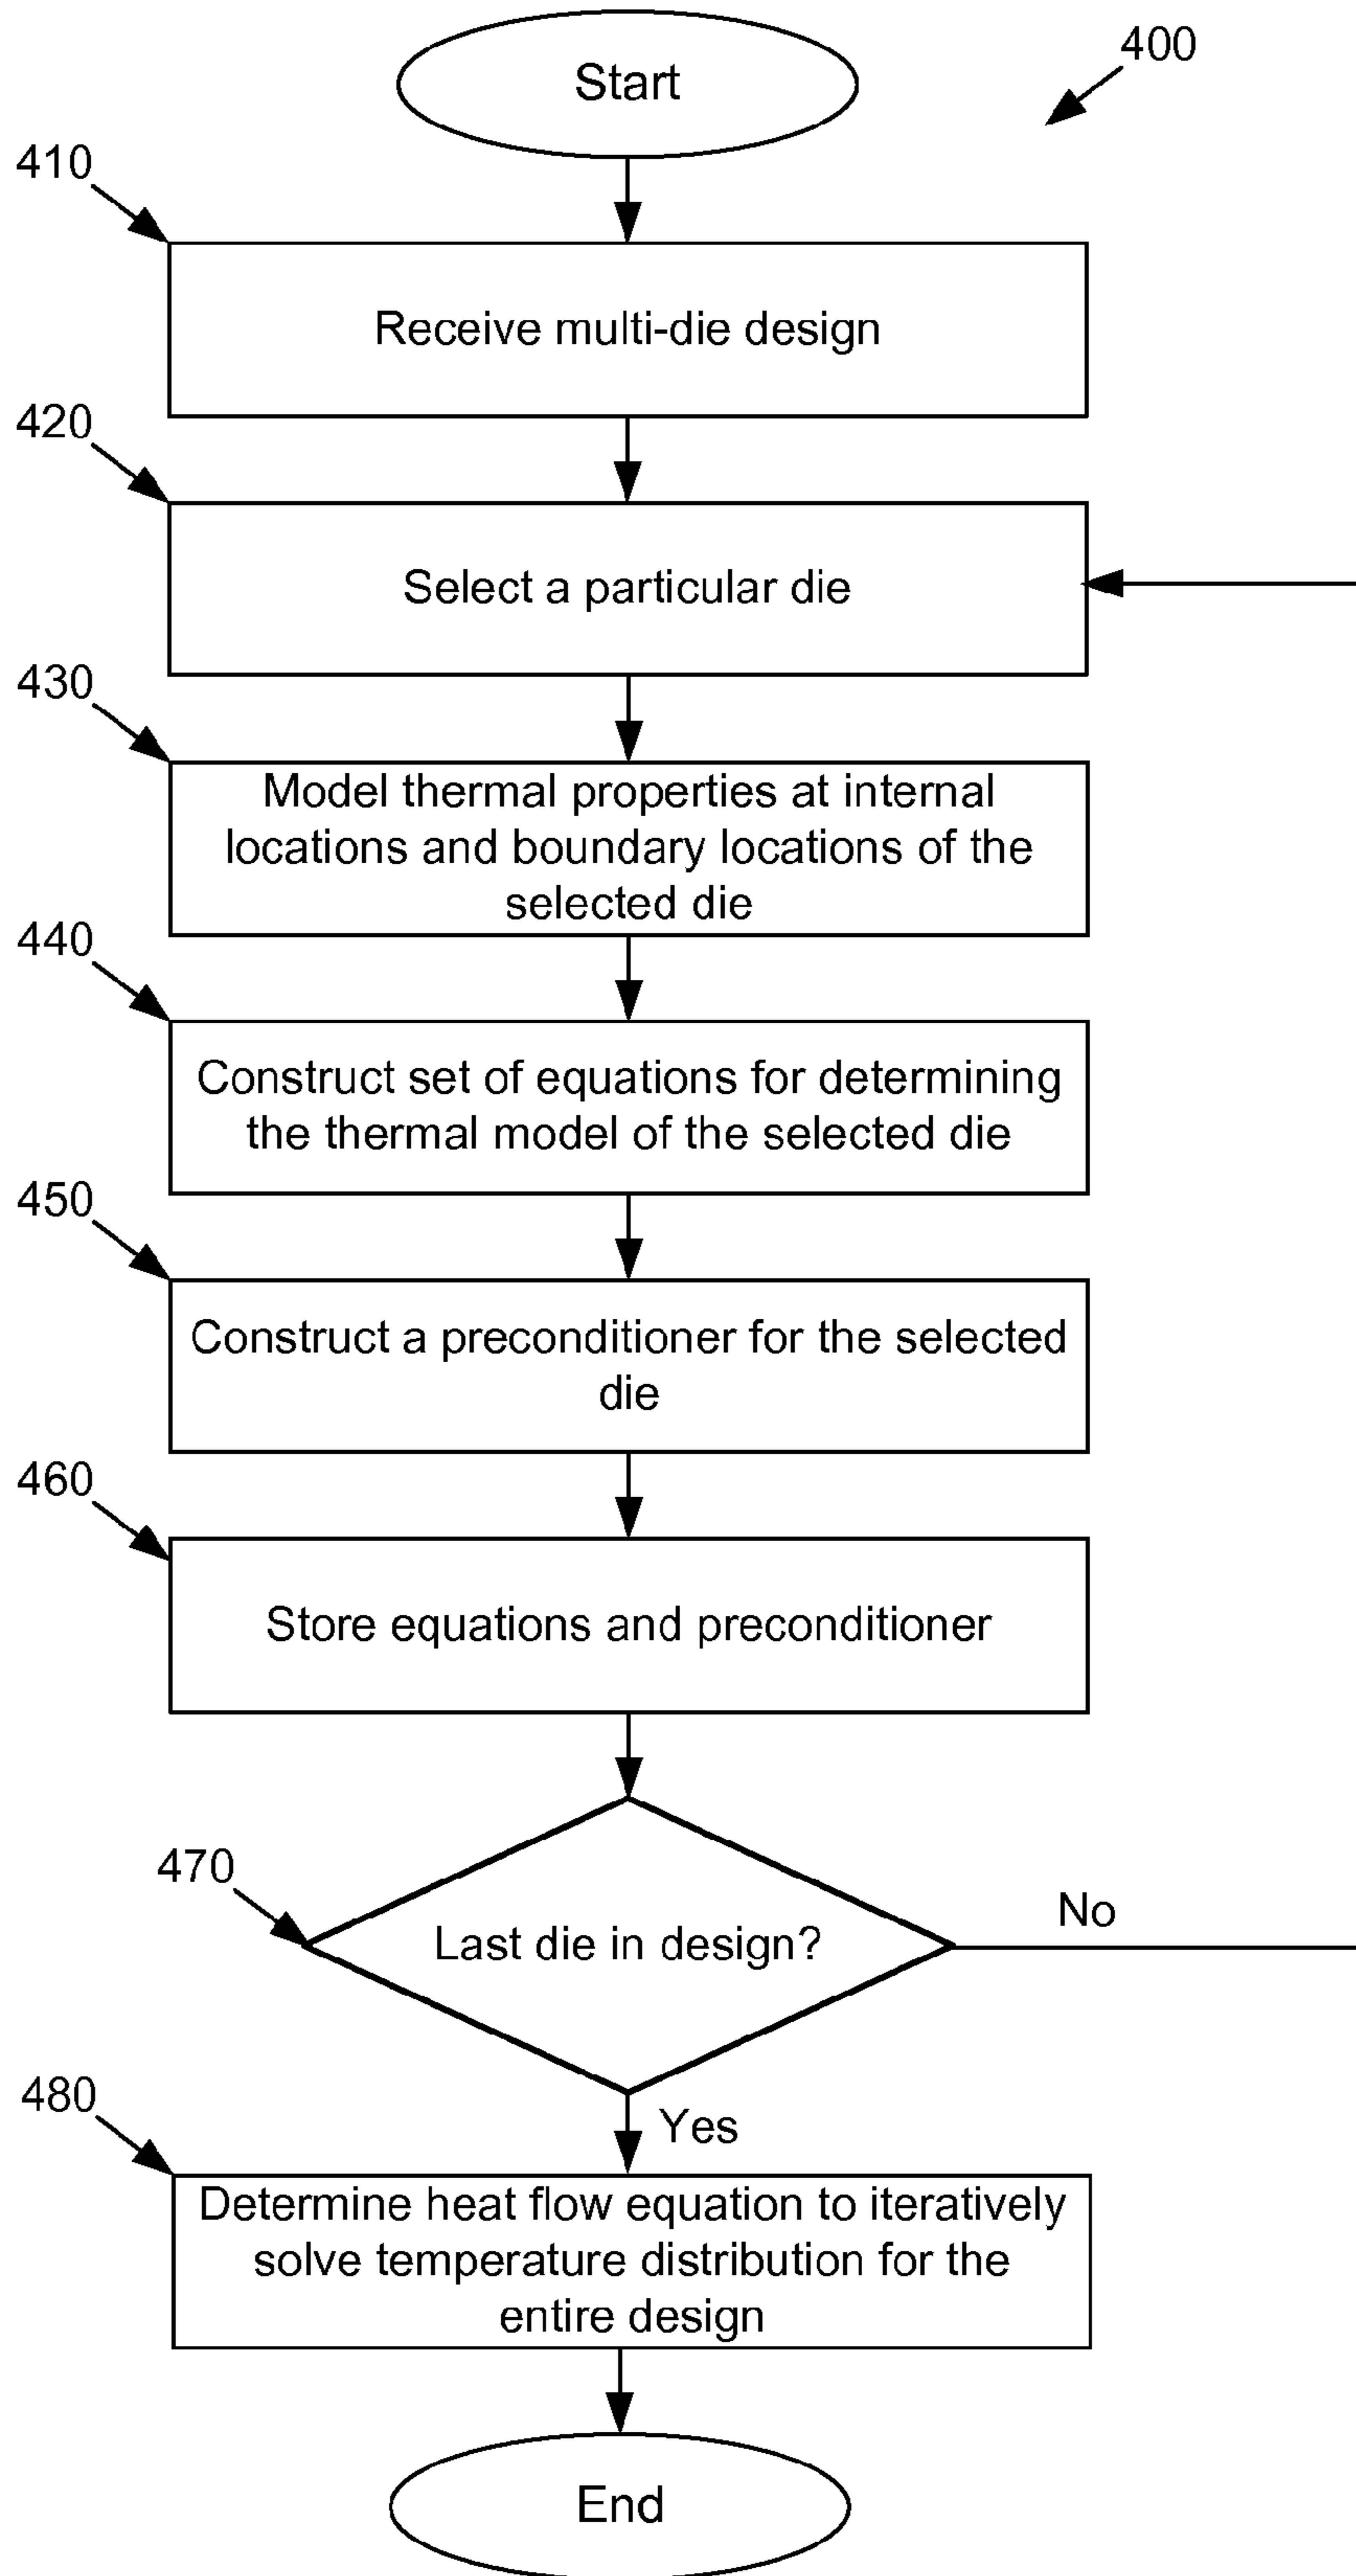 Start
400
410
Receive multi-die design
420
Select a particular die
430
Model thermal properties at internal
locations and boundary locations of the
selected die
440
Construct set of equations for determining
the thermal model of the selected die
450
Construct a preconditioner for the selected
die
460
Store equations and preconditioner
470
Last die in design?
No
Yes
480
Determine heat flow equation to iteratively
solve temperature distribution for the
entire design
End